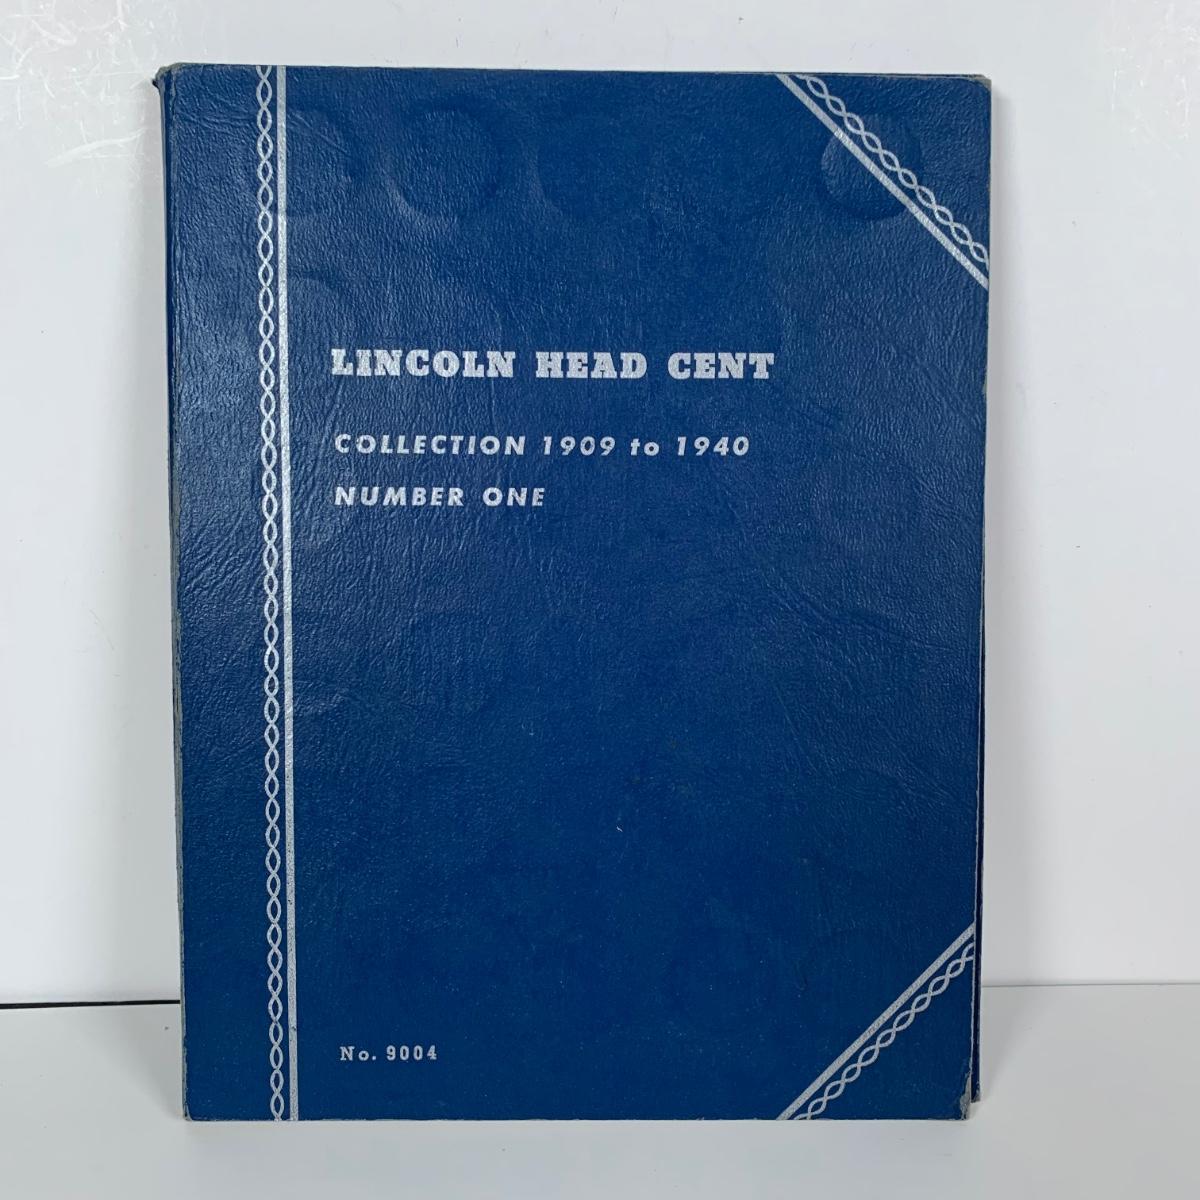 LINCOLN HEAD CENT
COLLECTION 1909 to 1940
NUMBER ONE
No. 9004